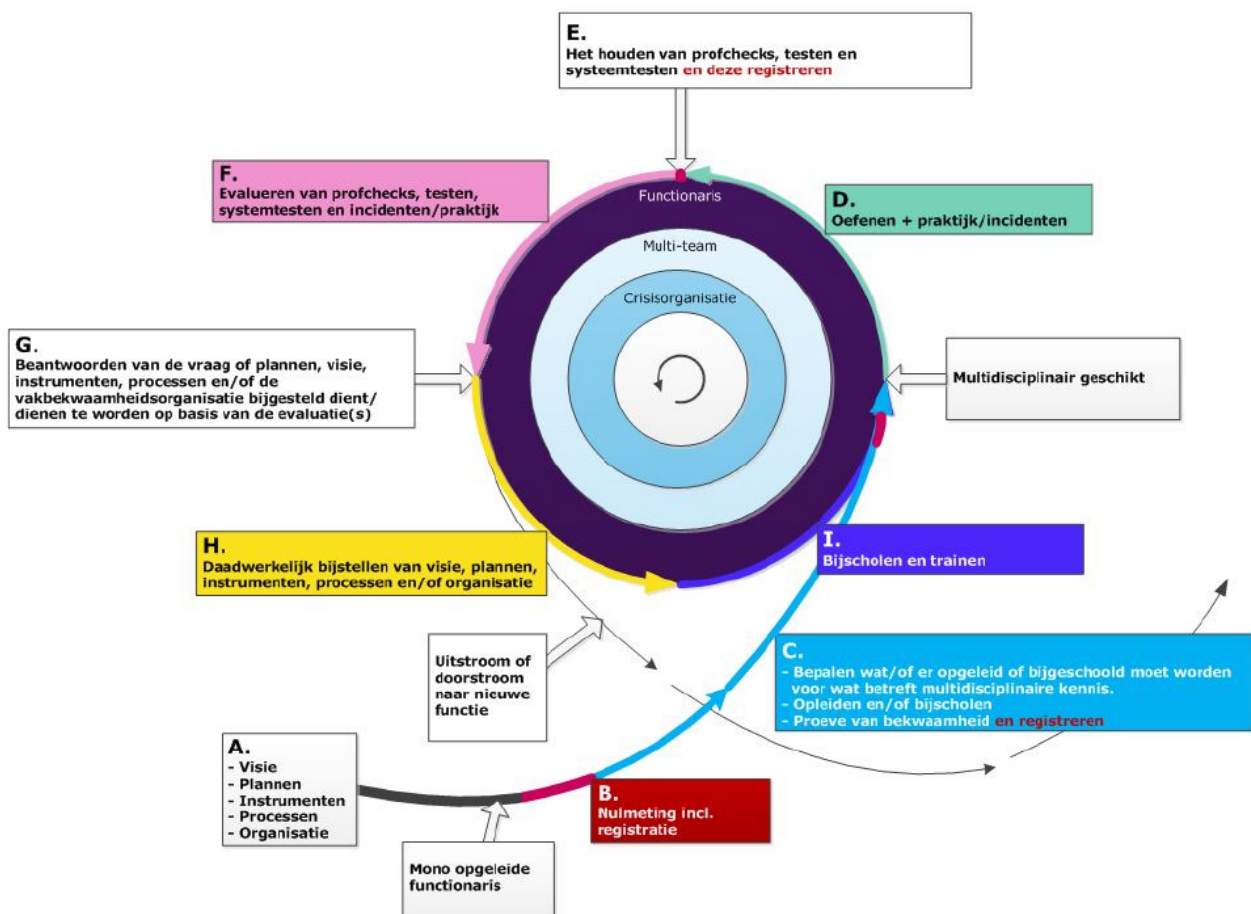 E.
Het houden van profchecks, testen en
systeemtesten en deze registreren
F.
Evalueren van profchecks, testen,
systemtesten en incidenten/praktijk
Functionaris
D.
Oefenen + praktijk/incidenten
Multi-team
Crisisorganisatie
G.
Beantwoorden van de vraag of plannen, visie,
instrumenten, processen en/of de
vakbekwaamheidsorganisatie bijgesteld dient/
dienen te worden op basis van de evaluatie(s)
Multidisciplinair geschikt
H.
Daadwerkelijk bijstellen van visie, plannen,
instrumenten, processen en/of organisatie
I.
Bijscholen en trainen
Uitstroom of
doorstroom
naar nieuwe
functie
C.
- Bepalen wat/of er opgeleid of bijgeschoold moet worden
voor wat betreft multidisciplinaire kennis.
- Opleiden en/of bijscholen
- Proeve van bekwaamheid en registreren
A.
- Visie
- Plannen
- Instrumenten
- Processen
- Organisatie
B.
Nulmeting incl.
registratie
Mono opgeleide
functionaris